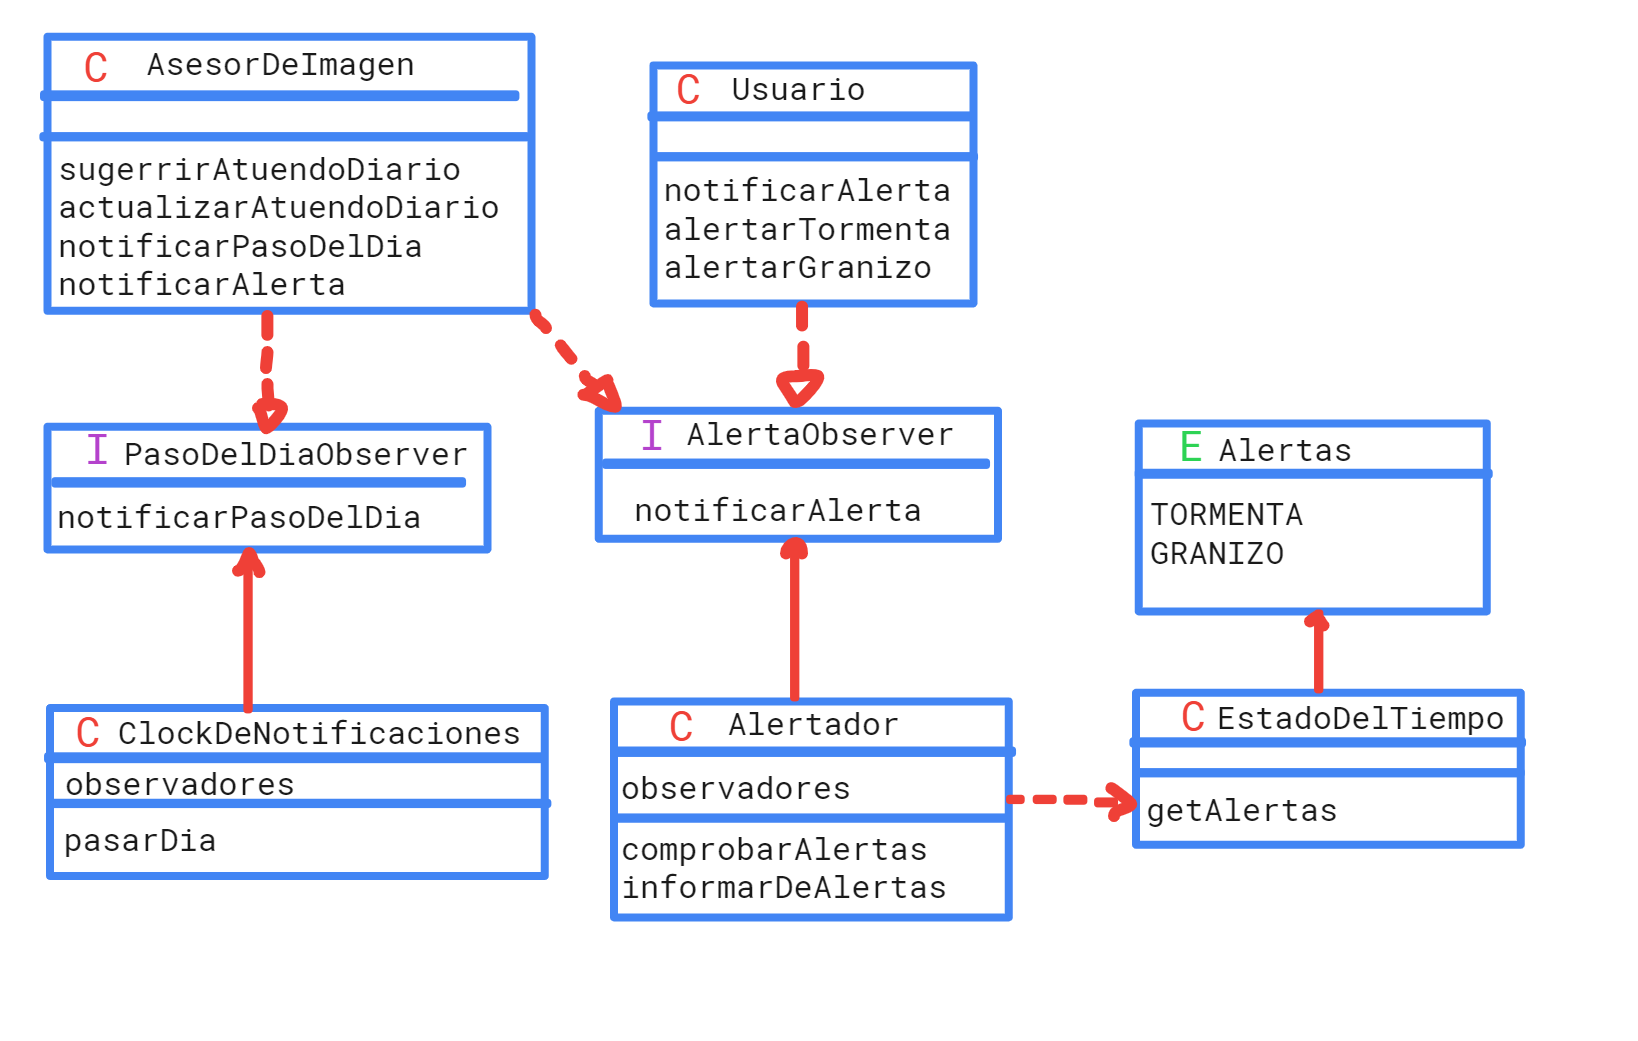 C AsesorDeImagen
sugerrirAtuendoDiario
actualizarAtuendoDiario
notificarPasoDelDia
notificarAlerta
C Usuario
notificarAlerta
alertarTormenta
alertarGranizo
I PasoDelDiaObserver
notificarPasoDelDia
I AlertaObserver
notificarAlerta
E Alertas
TORMENTA
GRANIZO
C ClockDeNotificaciones
observadores
pasarDia
C Alertador
observadores
comprobarAlertas
informarDeAlertas
C EstadoDelTiempo
getAlertas